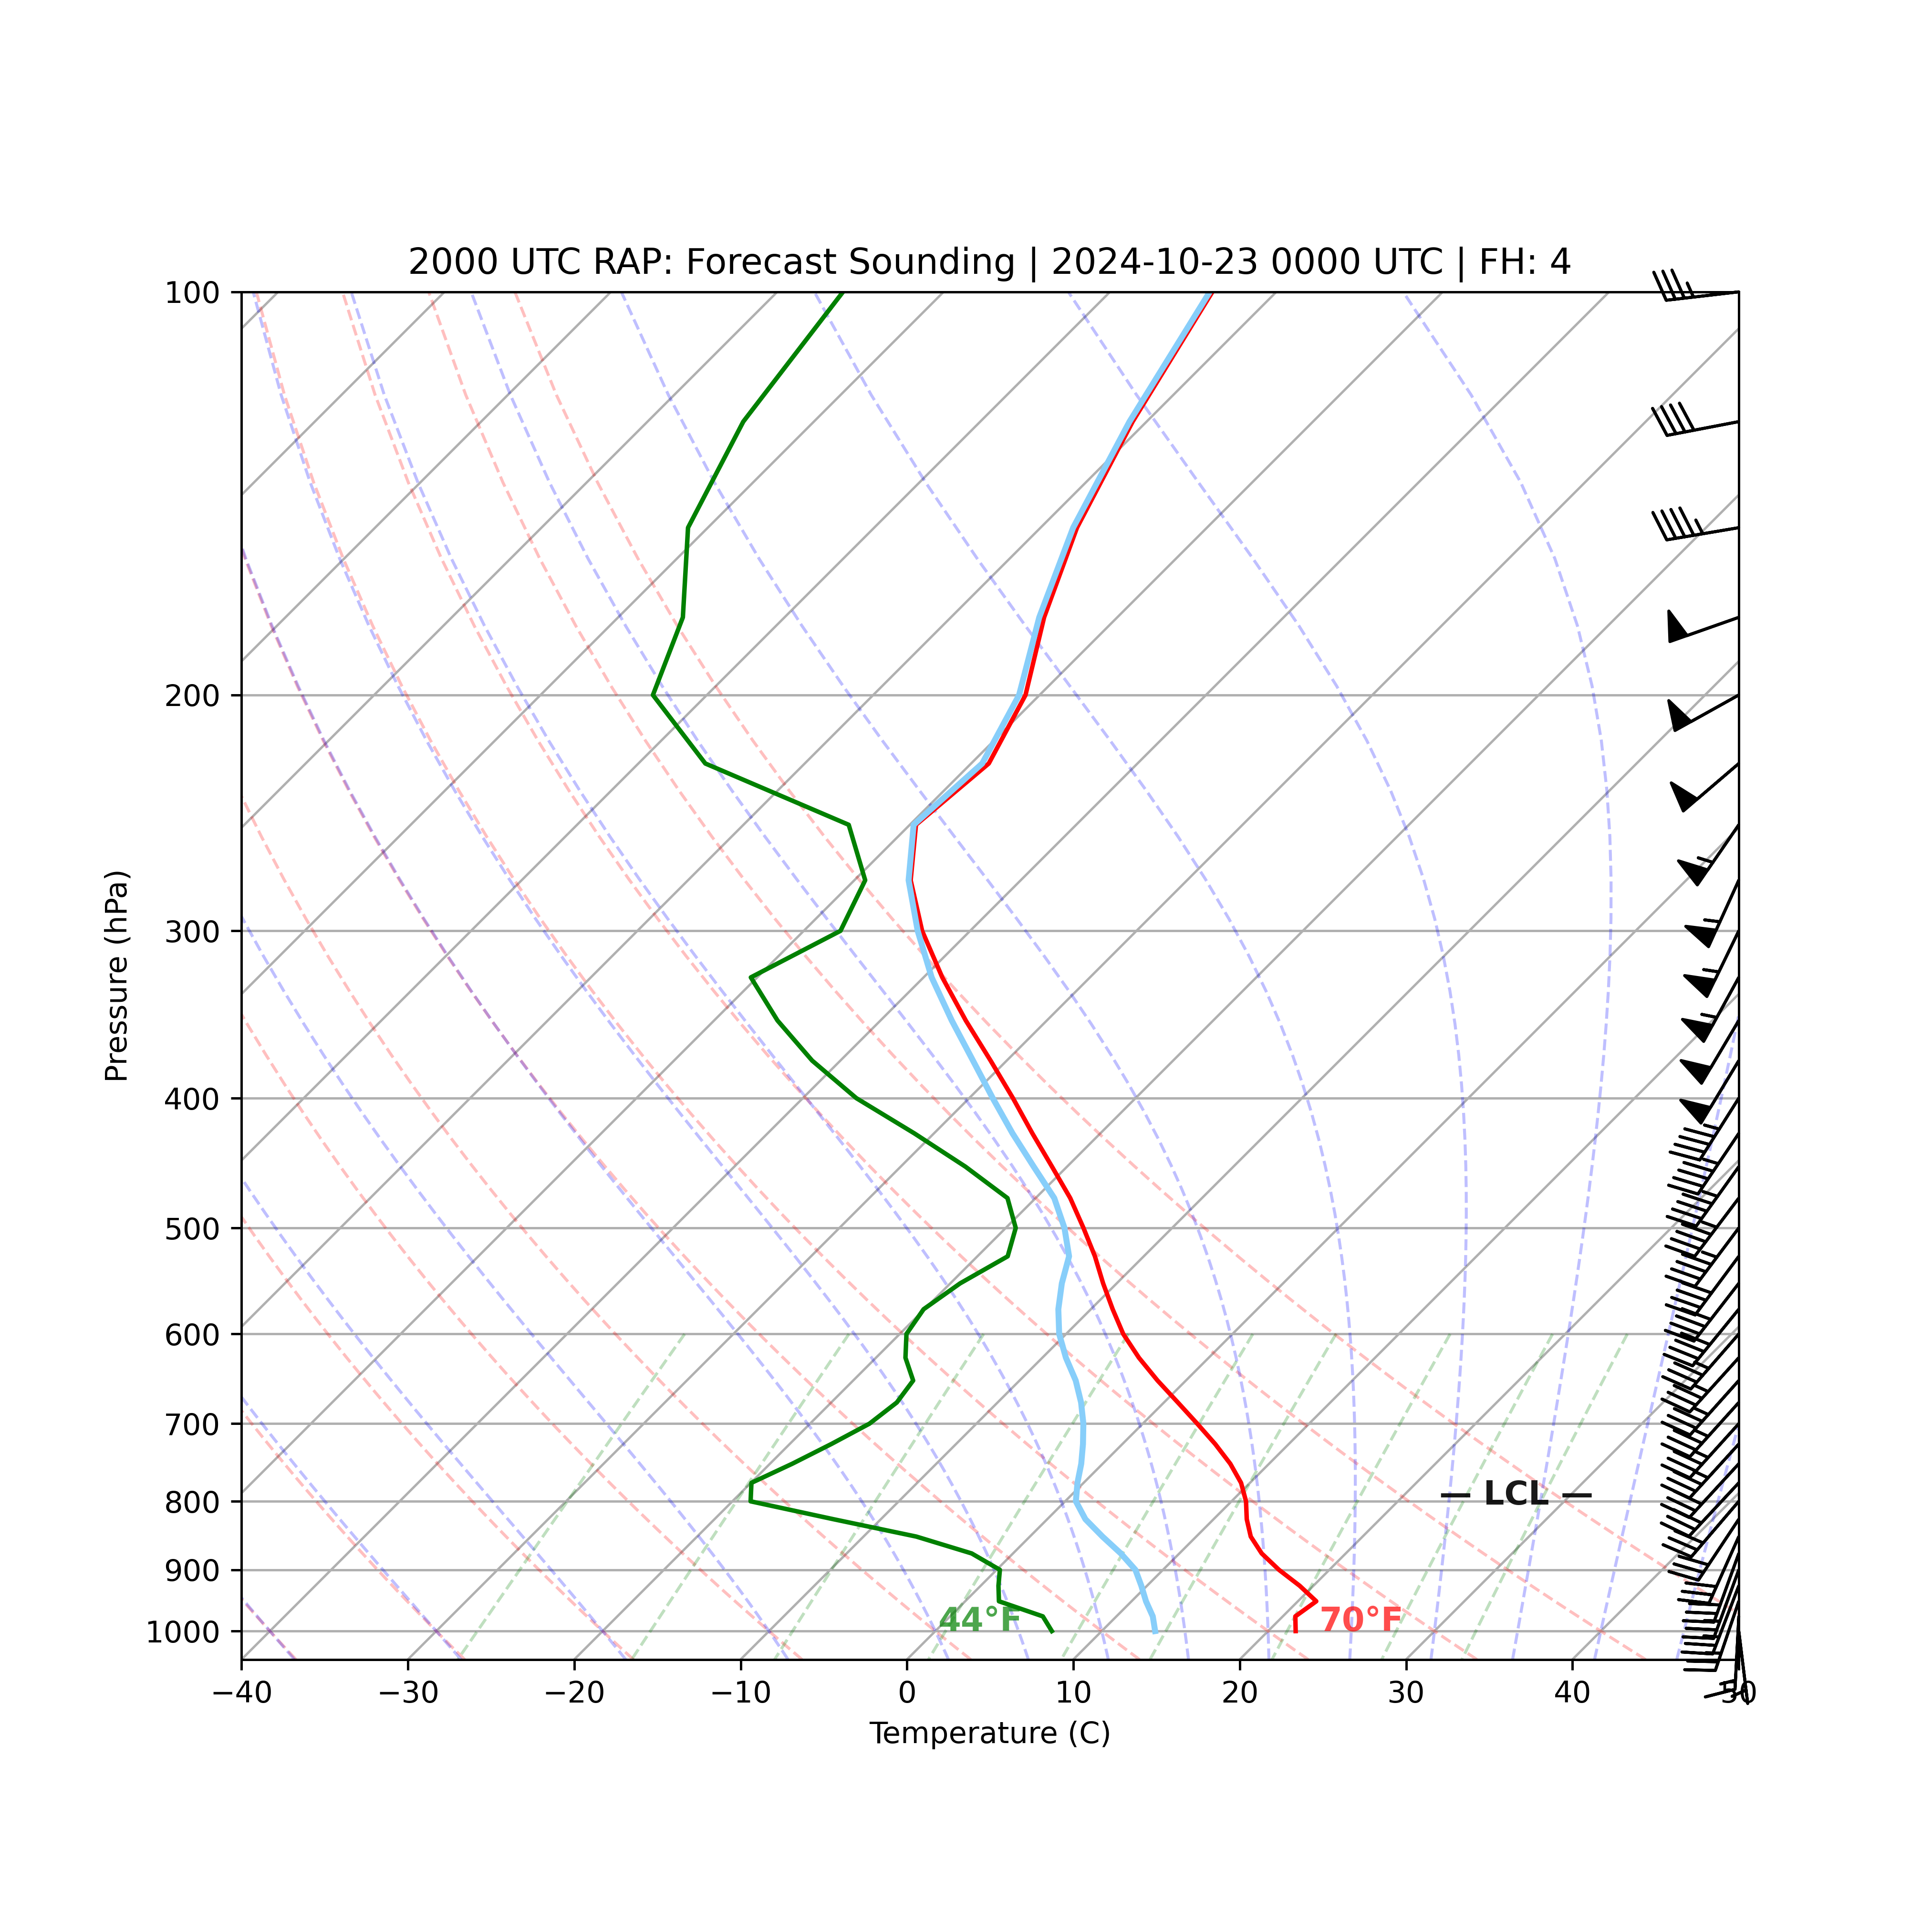 2000 UTC RAP: Forecast Sounding | 2024-10-23 0000 UTC | FH: 4
100
200
300
400
500
600
700
800
900
1000
Pressure (hPa)
— LCL —
44°F
70°F
−40 −30 −20 −10 0 10 20 30 40 50
Temperature (C)